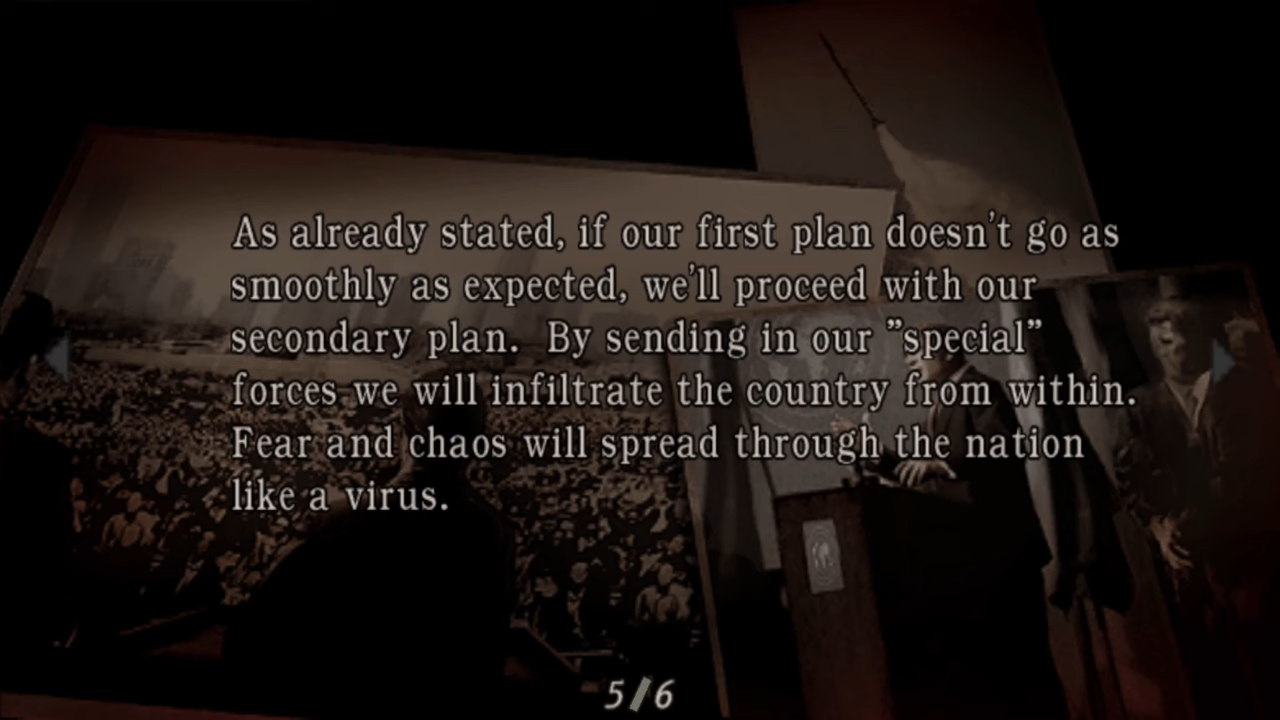 As already stated, if our first plan doesn't go as
smoothly as expected, we'll proceed with our
secondary plan.  By sending in our ”special”
forces we will infiltrate the country from within.
Fear and chaos will spread through the nation
like a virus.
5/6